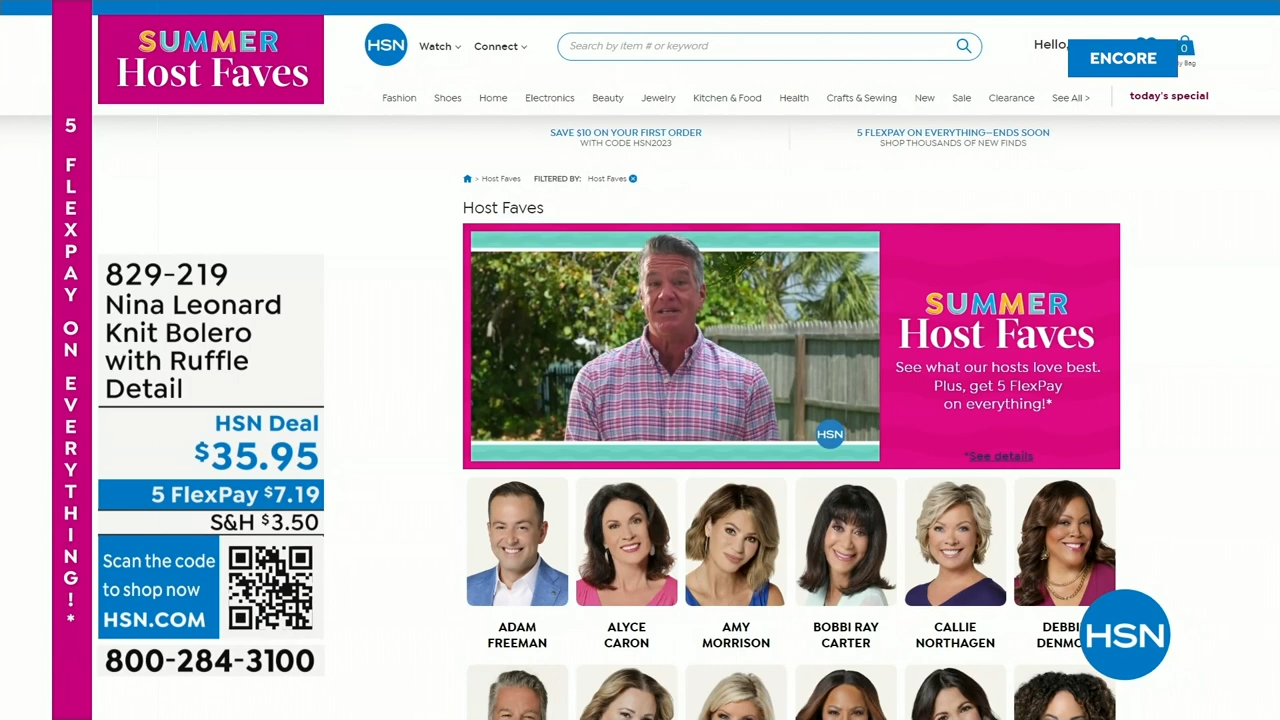 SUMMER
Host Faves
5 FLEXPAY ON EVERYTHING!*
829-219
Nina Leonard
Knit Bolero
with Ruffle
Detail
HSN Deal
$35.95
5 FlexPay $7.19
S&H $3.50
Scan the code
to shop now
HSN.COM
800-284-3100
HSN
Watch
Connect
Search by item # or keyword
Hello,
ENCORE
0
Bag
Fashion
Shoes
Home
Electronics
Beauty
Jewelry
Kitchen & Food
Health
Crafts & Sewing
New
Sale
Clearance
See All >
today's special
SAVE $10 ON YOUR FIRST ORDER
WITH CODE HSN2023
5 FLEXPAY ON EVERYTHING—ENDS SOON
SHOP THOUSANDS OF NEW FINDS
> Host Faves
FILTERED BY: Host Faves
Host Faves
HSN
SUMMER
Host Faves
See what our hosts love best.
Plus, get 5 FlexPay
on everything!*
*See details
ADAM
FREEMAN
ALYCE
CARON
AMY
MORRISON
BOBBI RAY
CARTER
CALLIE
NORTHAGEN
HSN